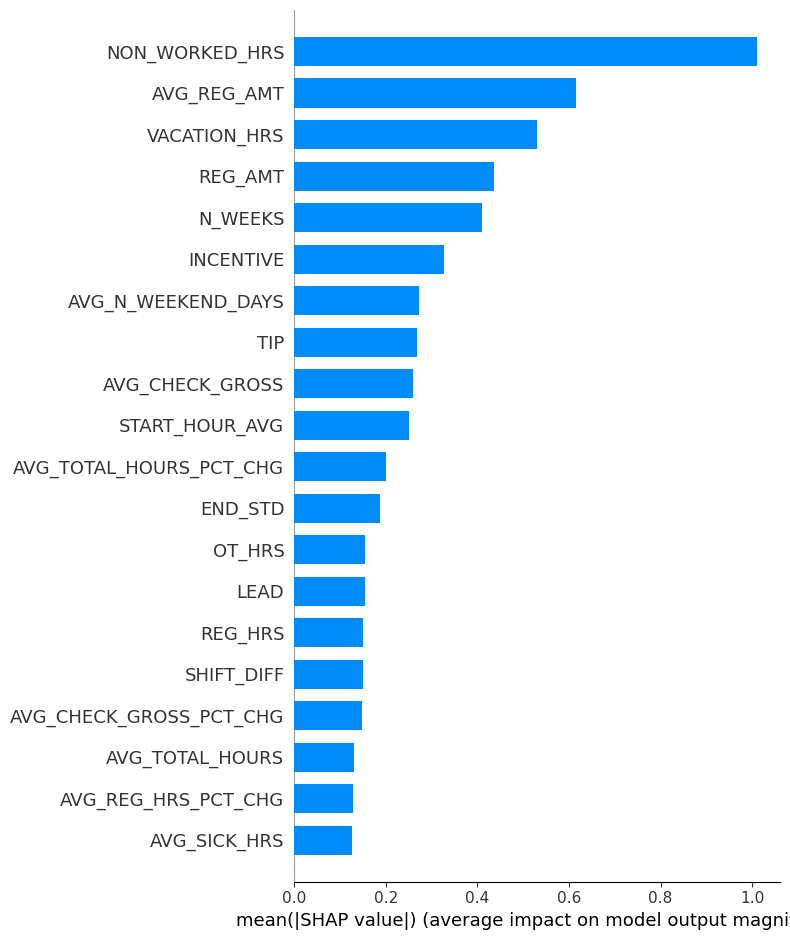 NON_WORKED_HRS
AVG_REG_AMT
VACATION_HRS
REG_AMT
N_WEEKS
INCENTIVE
AVG_N_WEEKEND_DAYS
TIP
AVG_CHECK_GROSS
START_HOUR_AVG
AVG_TOTAL_HOURS_PCT_CHG
END_STD
OT_HRS
LEAD
REG_HRS
SHIFT_DIFF
AVG_CHECK_GROSS_PCT_CHG
AVG_TOTAL_HOURS
AVG_REG_HRS_PCT_CHG
AVG_SICK_HRS
0.0 0.2 0.4 0.6 0.8 1.0
mean(|SHAP value|) (average impact on model output magni